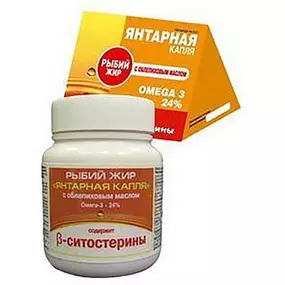 ЯНТАРНАЯ
КАПЛЯ
РЫБИЙ
ЖИР
С ОБЛЕПИХОВЫМ МАСЛОМ
OMEGA 3
24%
РЫБИЙ ЖИР
«ЯНТАРНАЯ КАПЛЯ»
с облепиховым маслом
Омега-3 - 24%
содержит
β-ситостерины